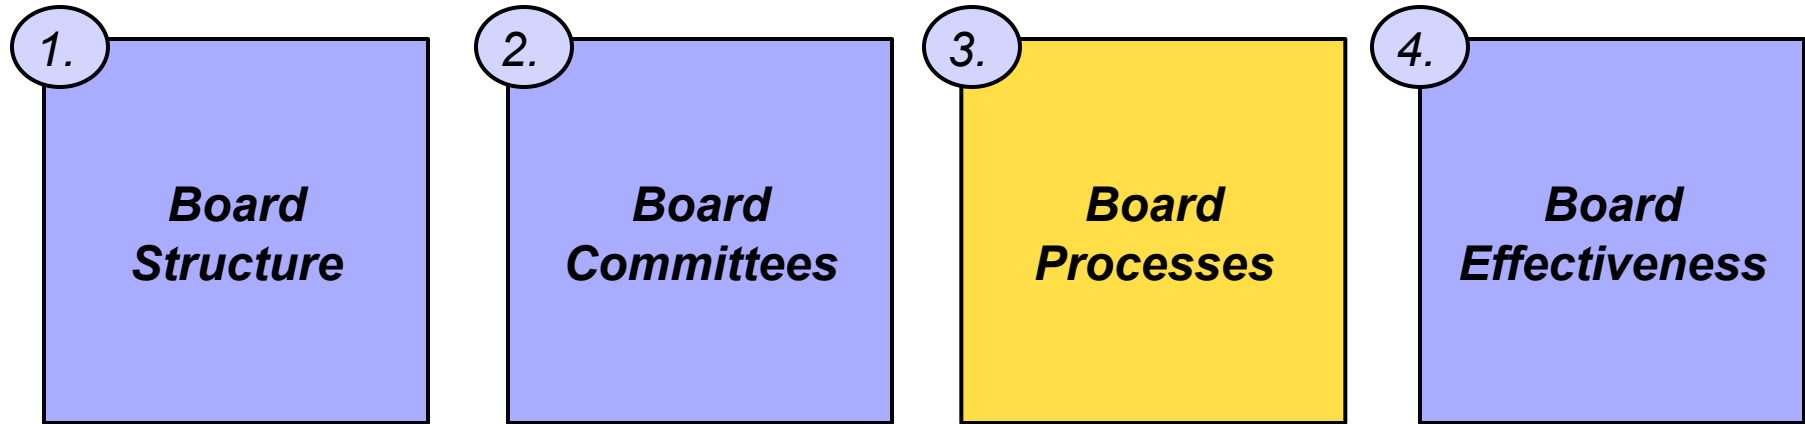 1.
Board
Structure
2.
Board
Committees
3.
Board
Processes
4.
Board
Effectiveness